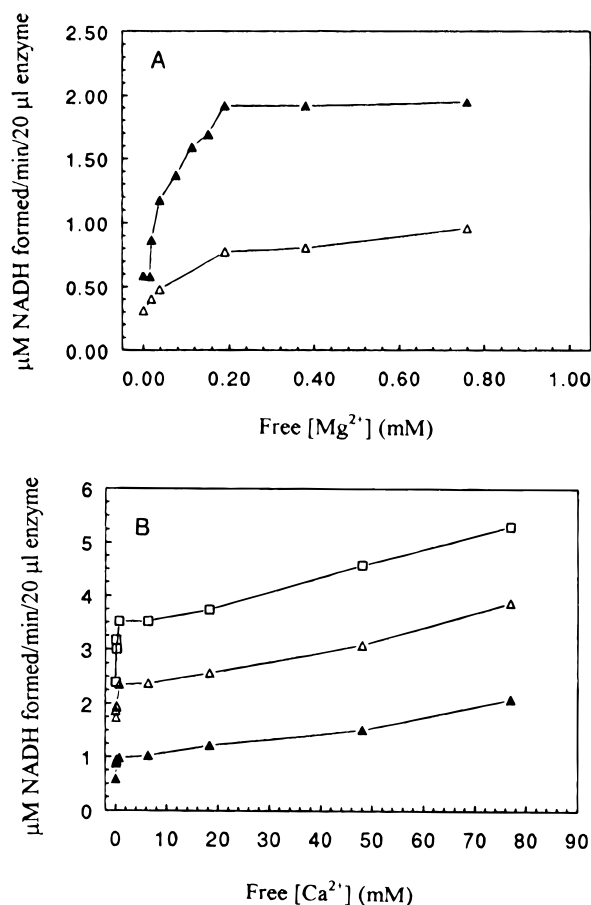 2.50
2.00
1.50
1.00
0.50
0.00
A
µM NADH formed/min/20 µl enzyme
0.00 0.20 0.40 0.60 0.80 1.00
Free [Mg²⁺] (mM)
6
5
4
3
2
1
0
B
µM NADH formed/min/20 µl enzyme
0 10 20 30 40 50 60 70 80 90
Free [Ca²⁺] (mM)